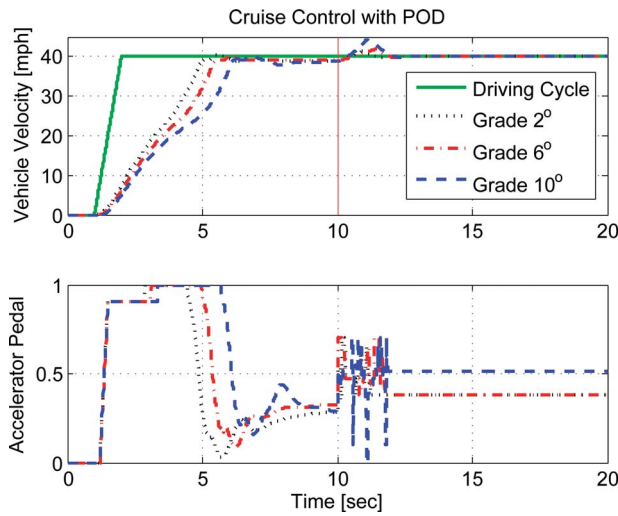 Cruise Control with POD
Vehicle Velocity [mph]
40
30
20
10
0
0
5
10
15
20
Driving Cycle
Grade 2°
Grade 6°
Grade 10°
Accelerator Pedal
1
0.5
0
0
5
10
15
20
Time [sec]